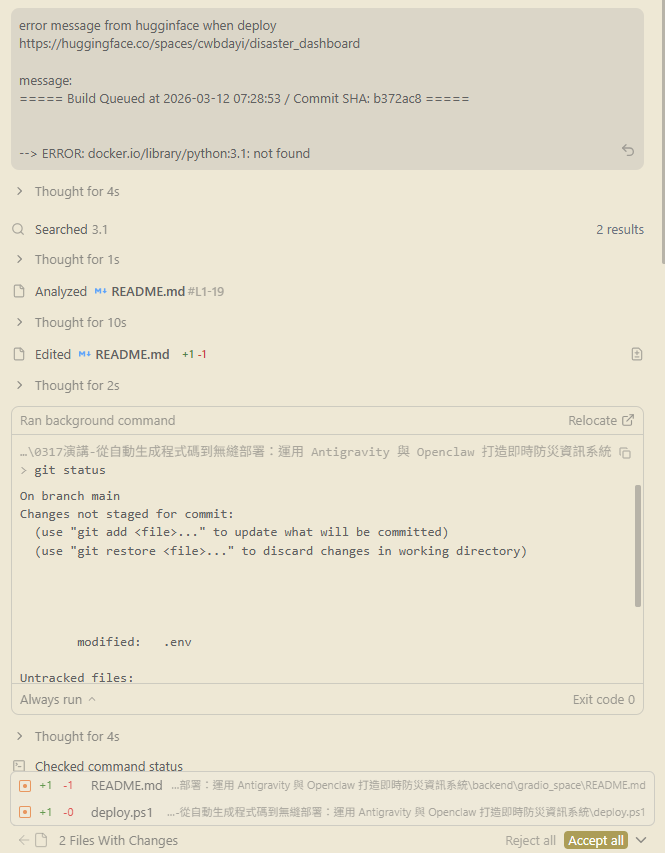 error message from hugginface when deploy
https://huggingface.co/spaces/cwbdayi/disaster_dashboard
message:
===== Build Queued at 2026-03-12 07:28:53 / Commit SHA: b372ac8 =====
--> ERROR: docker.io/library/python:3.1: not found
Thought for 4s
Searched 3.1 2 results
Thought for 1s
Analyzed README.md #L1-19
Thought for 10s
Edited README.md +1 -1
Thought for 2s
Ran background command Relocate
…\0317演講-從自動生成程式碼到無縫部署：運用 Antigravity 與 Openclaw 打造即時防災資訊系統
> git status
On branch main
Changes not staged for commit:
(use "git add <file>..." to update what will be committed)
(use "git restore <file>..." to discard changes in working directory)
modified: .env
Untracked files:
Always run Exit code 0
Thought for 4s
Checked command status
+1 -1 README.md …部署：運用 Antigravity 與 Openclaw 打造即時防災資訊系統\backend\gradio_space\README.md
+1 -0 deploy.ps1 …-從自動生成程式碼到無縫部署：運用 Antigravity 與 Openclaw 打造即時防災資訊系統\deploy.ps1
2 Files With Changes Reject all Accept all